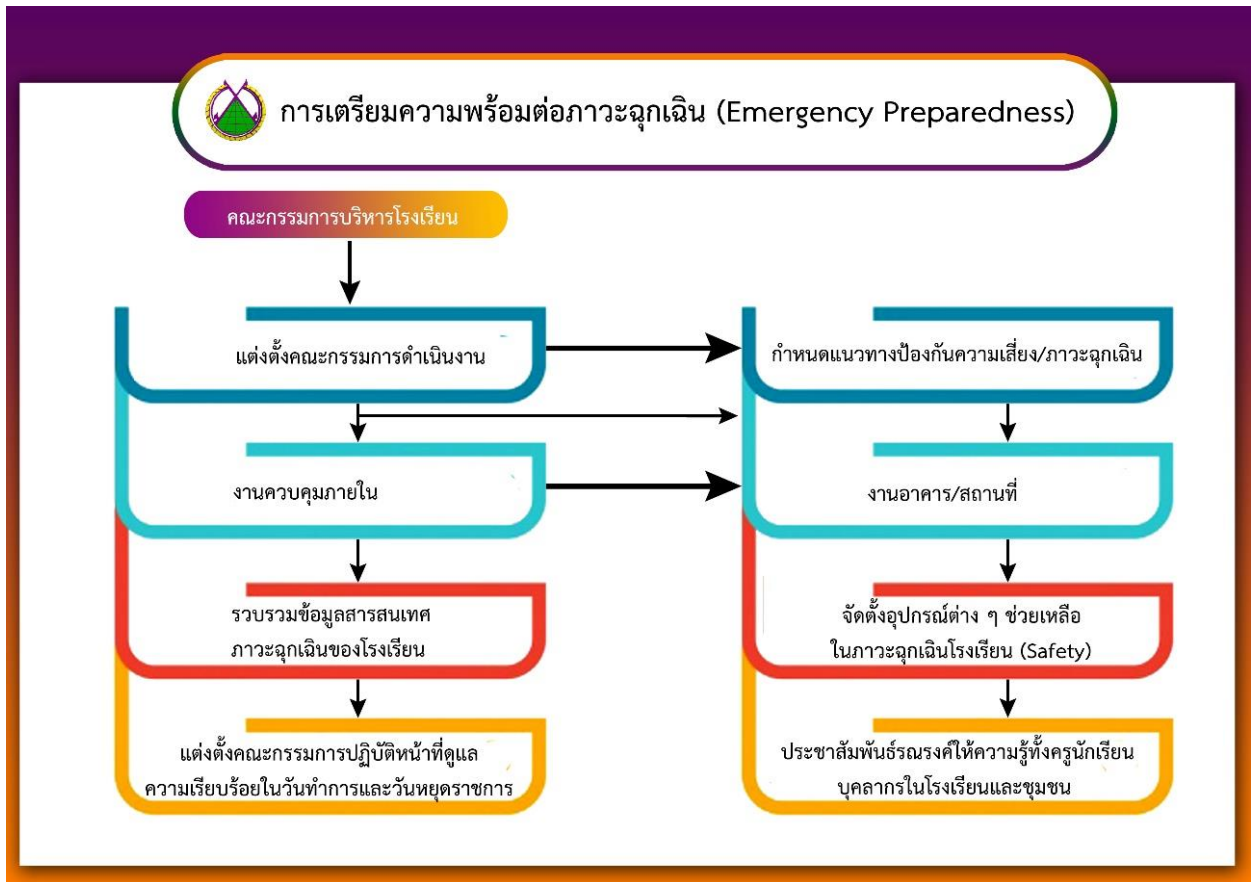 การเตรียมความพร้อมต่อภาวะฉุกเฉิน (Emergency Preparedness)
คณะกรรมการบริหารโรงเรียน
แต่งตั้งคณะกรรมการดำเนินงาน
กำหนดแนวทางป้องกันความเสี่ยง/ภาวะฉุกเฉิน
งานควบคุมภายใน
งานอาคาร/สถานที่
รวบรวมข้อมูลสารสนเทศ
ภาวะฉุกเฉินของโรงเรียน
จัดตั้งอุปกรณ์ต่าง ๆ ช่วยเหลือ
ในภาวะฉุกเฉินโรงเรียน (Safety)
แต่งตั้งคณะกรรมการปฏิบัติหน้าที่ดูแล
ความเรียบร้อยในวันทำการและวันหยุดราชการ
ประชาสัมพันธ์รณรงค์ให้ความรู้ทั้งครูนักเรียน
บุคลากรในโรงเรียนและชุมชน